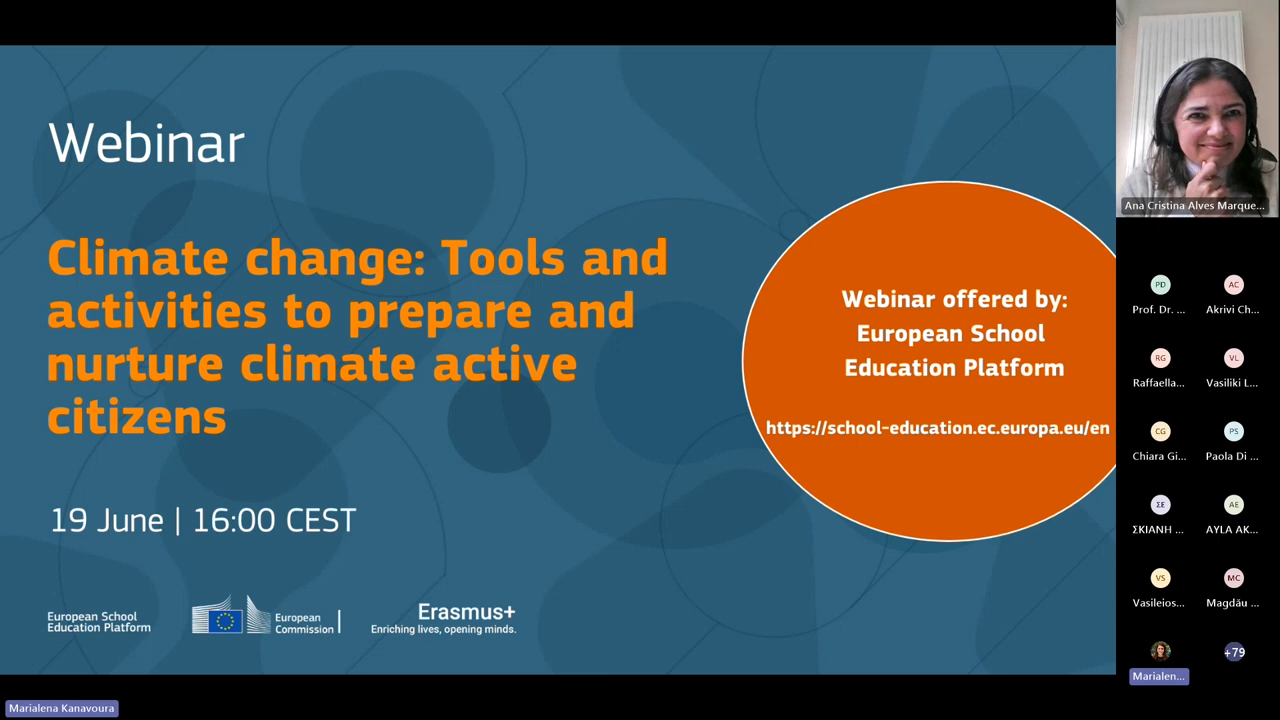 Webinar
Climate change: Tools and
activities to prepare and
nurture climate active
citizens
19 June | 16:00 CEST
European School
Education Platform
European
Commission
Erasmus+
Enriching lives, opening minds.
Webinar offered by:
European School
Education Platform
https://school-education.ec.europa.eu/en
Marialena Kanavoura
Ana Cristina Alves Marque...
PD
AC
Prof. Dr. ...
Akrivi Ch...
RG
VL
Raffaella...
Vasiliki L...
CG
PS
Chiara Gi...
Paola Di ...
ΣΕ
AE
ΣΚΙΑΝΗ ...
AYLA AK...
VS
MC
Vasileios...
Magdău ...
+79
Marialen...